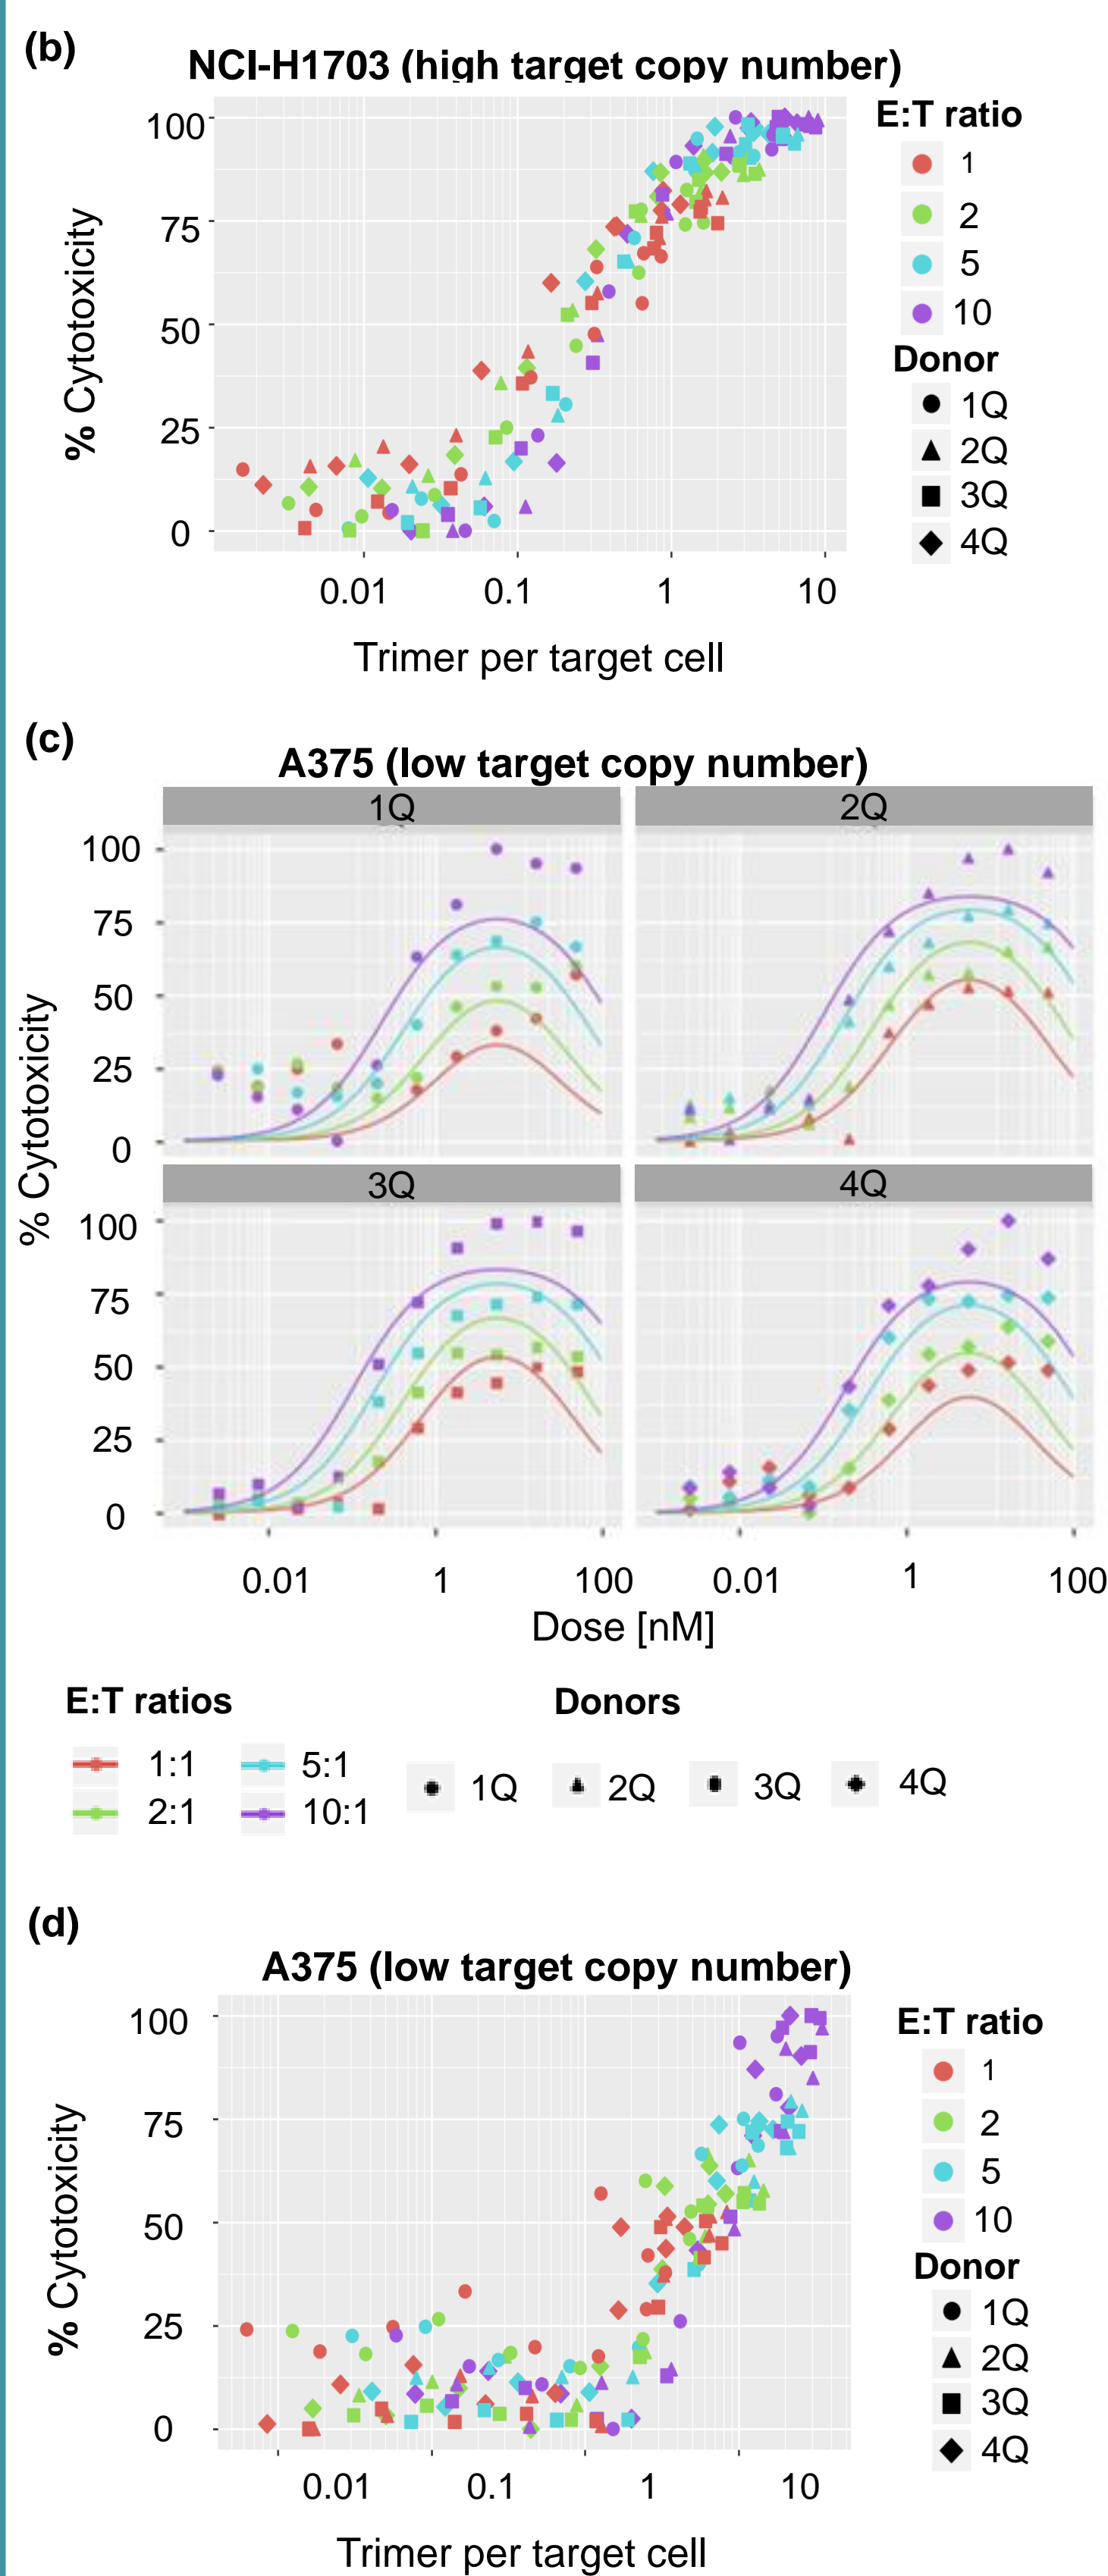 (b)
NCI-H1703 (high target copy number)
% Cytotoxicity
100
75
50
25
0
0.01 0.1 1 10
Trimer per target cell
E:T ratio
1
2
5
10
Donor
1Q
2Q
3Q
4Q
(c)
A375 (low target copy number)
1Q 2Q
% Cytotoxicity
100
75
50
25
0
3Q 4Q
100
75
50
25
0
0.01 1 100 0.01 1 100
Dose [nM]
E:T ratios Donors
1:1 5:1 1Q 2Q 3Q 4Q
2:1 10:1
(d)
A375 (low target copy number)
% Cytotoxicity
100
75
50
25
0
0.01 0.1 1 10
Trimer per target cell
E:T ratio
1
2
5
10
Donor
1Q
2Q
3Q
4Q